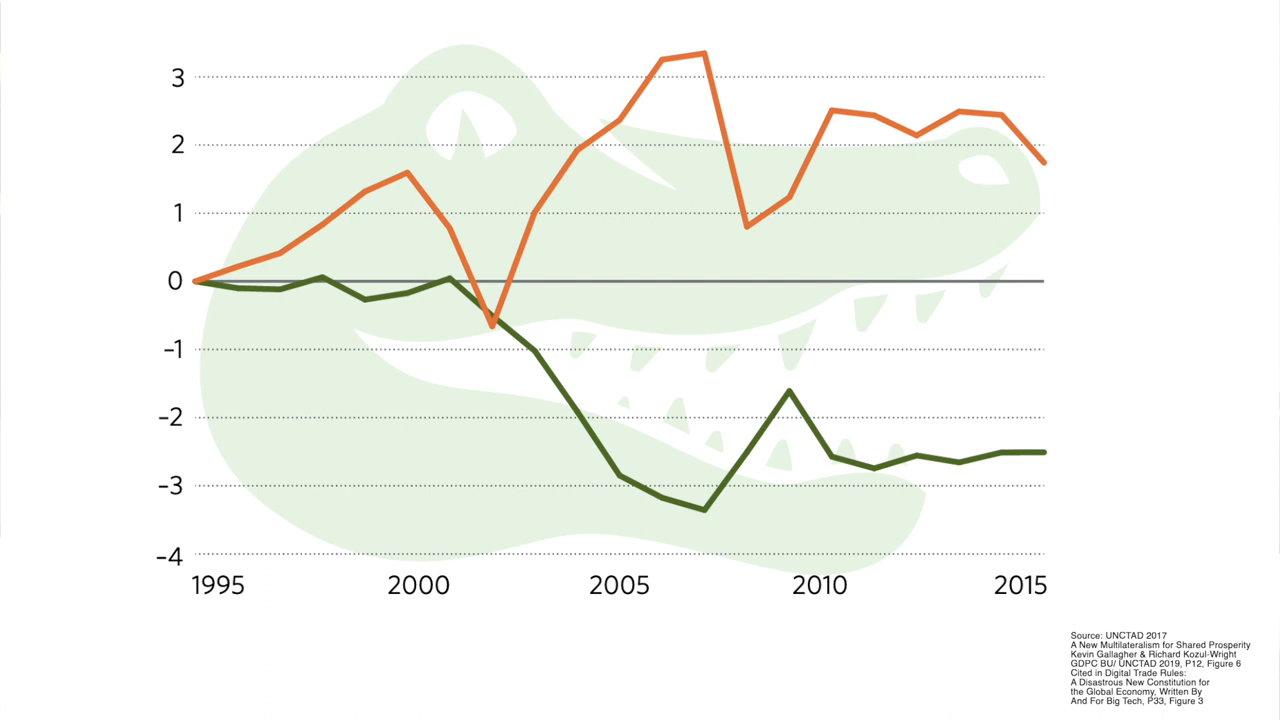 3
2
1
0
–1
–2
–3
–4
1995 2000 2005 2010 2015
Source: UNCTAD 2017
A New Multilateralism for Shared Prosperity
Kevin Gallagher & Richard Kozul-Wright
GDPC BU/ UNCTAD 2019, P12, Figure 6
Cited in Digital Trade Rules:
A Disastrous New Constitution for
the Global Economy, Written By
And For Big Tech, P33, Figure 3